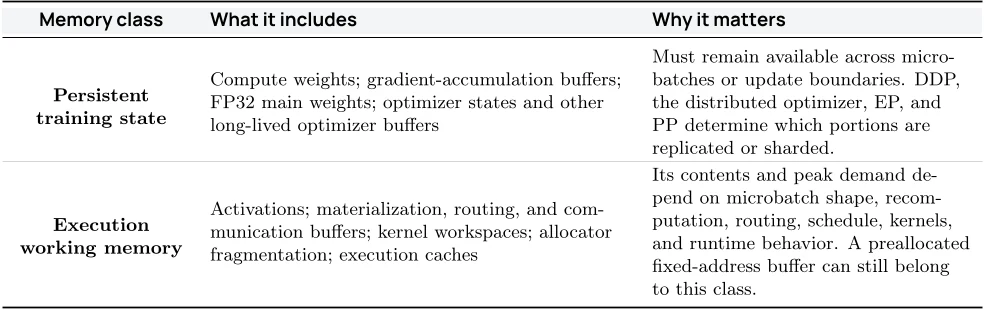 Memory class What it includes Why it matters
Persistent
training state
Compute weights; gradient-accumulation buffers;
FP32 main weights; optimizer states and other
long-lived optimizer buffers
Must remain available across micro-
batches or update boundaries. DDP,
the distributed optimizer, EP, and
PP determine which portions are
replicated or sharded.
Execution
working memory
Activations; materialization, routing, and com-
munication buffers; kernel workspaces; allocator
fragmentation; execution caches
Its contents and peak demand de-
pend on microbatch shape, recom-
putation, routing, schedule, kernels,
and runtime behavior. A preallocated
fixed-address buffer can still belong
to this class.